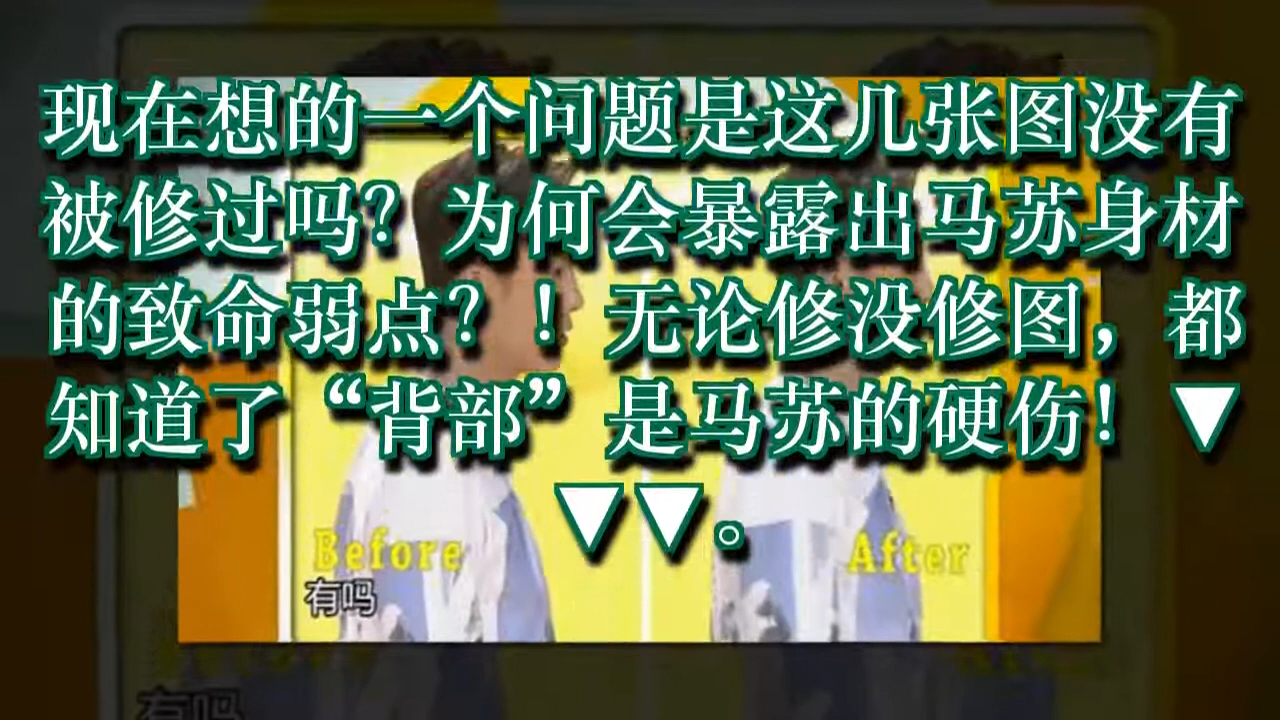 现在想的一个问题是这几张图没有
被修过吗？为何会暴露出马苏身材
的致命弱点？！无论修没修图，都
知道了“背部”是马苏的硬伤！▼
▼▼。
Before
After
有吗
有吗